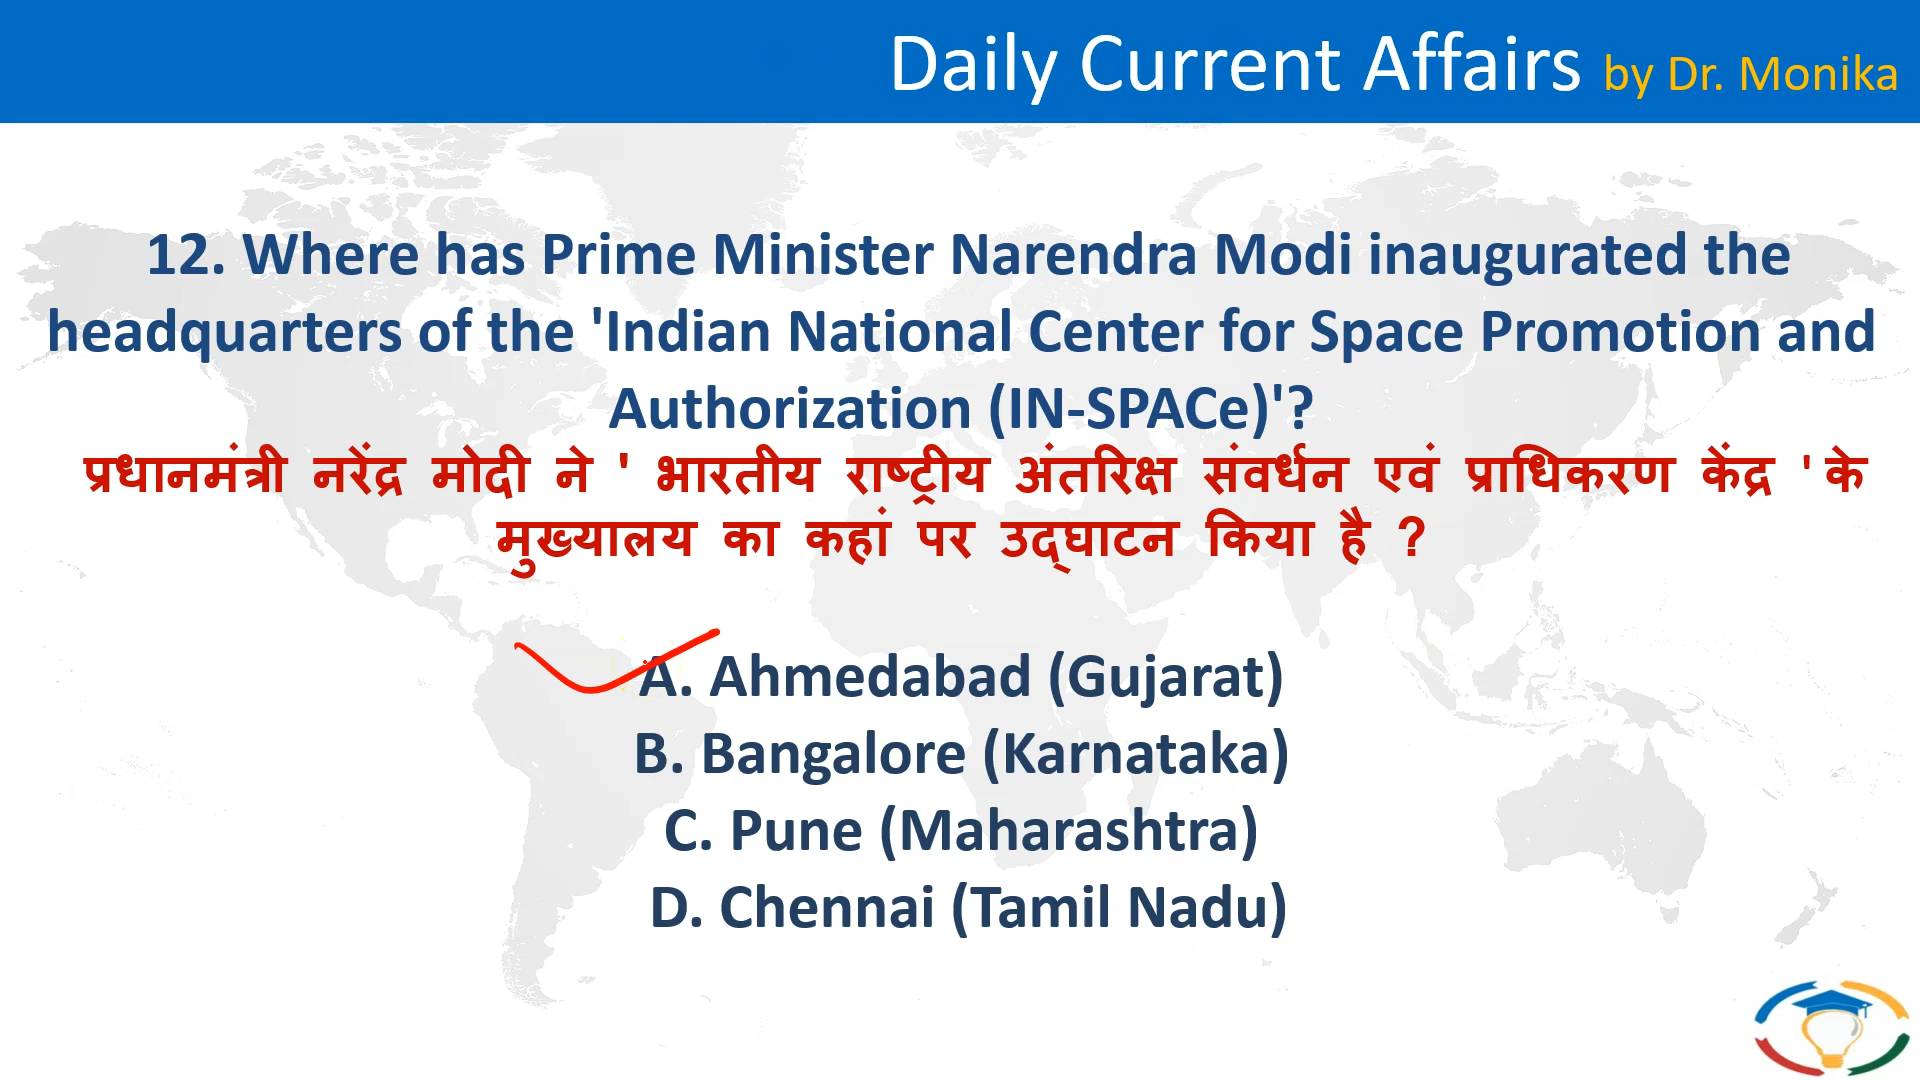 Daily Current Affairs by Dr. Monika
12. Where has Prime Minister Narendra Modi inaugurated the
headquarters of the 'Indian National Center for Space Promotion and
Authorization (IN-SPACe)'?
प्रधानमंत्री नरेंद्र मोदी ने ' भारतीय राष्ट्रीय अंतरिक्ष संवर्धन एवं प्राधिकरण केंद्र ' के
मुख्यालय का कहां पर उद्घाटन किया है ?
A. Ahmedabad (Gujarat)
B. Bangalore (Karnataka)
C. Pune (Maharashtra)
D. Chennai (Tamil Nadu)